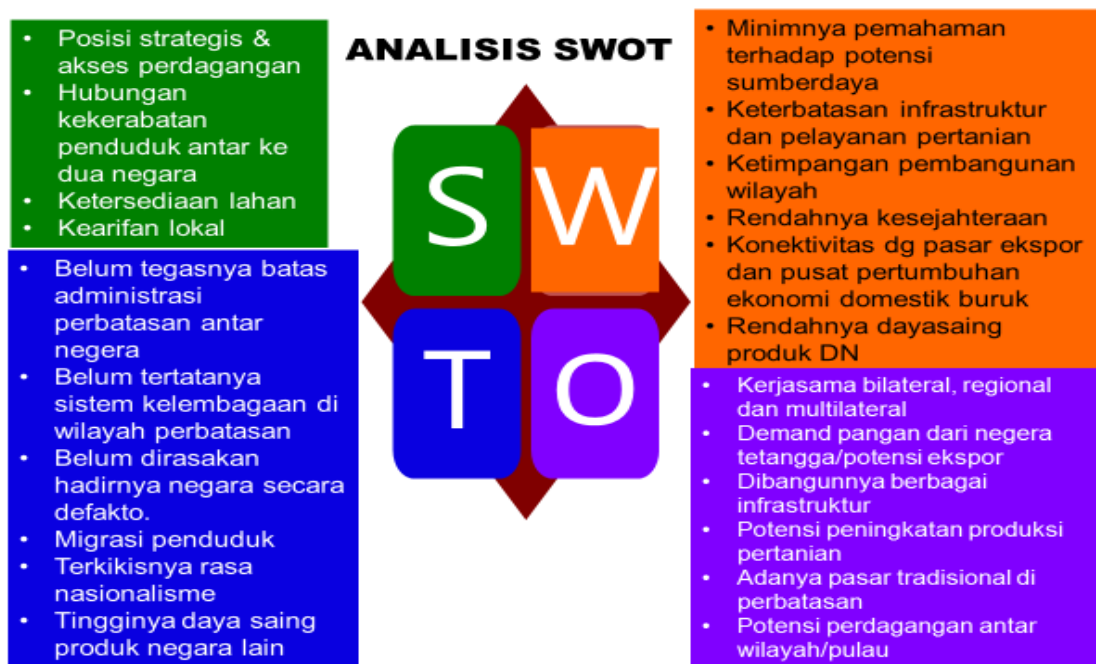 ANALISIS SWOT
• Posisi strategis &
akses perdagangan
• Hubungan
kekerabatan
penduduk antar ke
dua negara
• Ketersediaan lahan
• Kearifan lokal
S
W
• Minimnya pemahaman
terhadap potensi
sumberdaya
• Keterbatasan infrastruktur
dan pelayanan pertanian
• Ketimpangan pembangunan
wilayah
• Rendahnya kesejahteraan
• Konektivitas dg pasar ekspor
dan pusat pertumbuhan
ekonomi domestik buruk
• Rendahnya dayasaing
produk DN
• Belum tegasnya batas
administrasi
perbatasan antar
negera
• Belum tertatanya
sistem kelembagaan di
wilayah perbatasan
• Belum dirasakan
hadirnya negara secara
defakto.
• Migrasi penduduk
• Terkikisnya rasa
nasionalisme
• Tingginya daya saing
produk negara lain
T
O
• Kerjasama bilateral, regional
dan multilateral
• Demand pangan dari negera
tetangga/potensi ekspor
• Dibangunnya berbagai
infrastruktur
• Potensi peningkatan produksi
pertanian
• Adanya pasar tradisional di
perbatasan
• Potensi perdagangan antar
wilayah/pulau